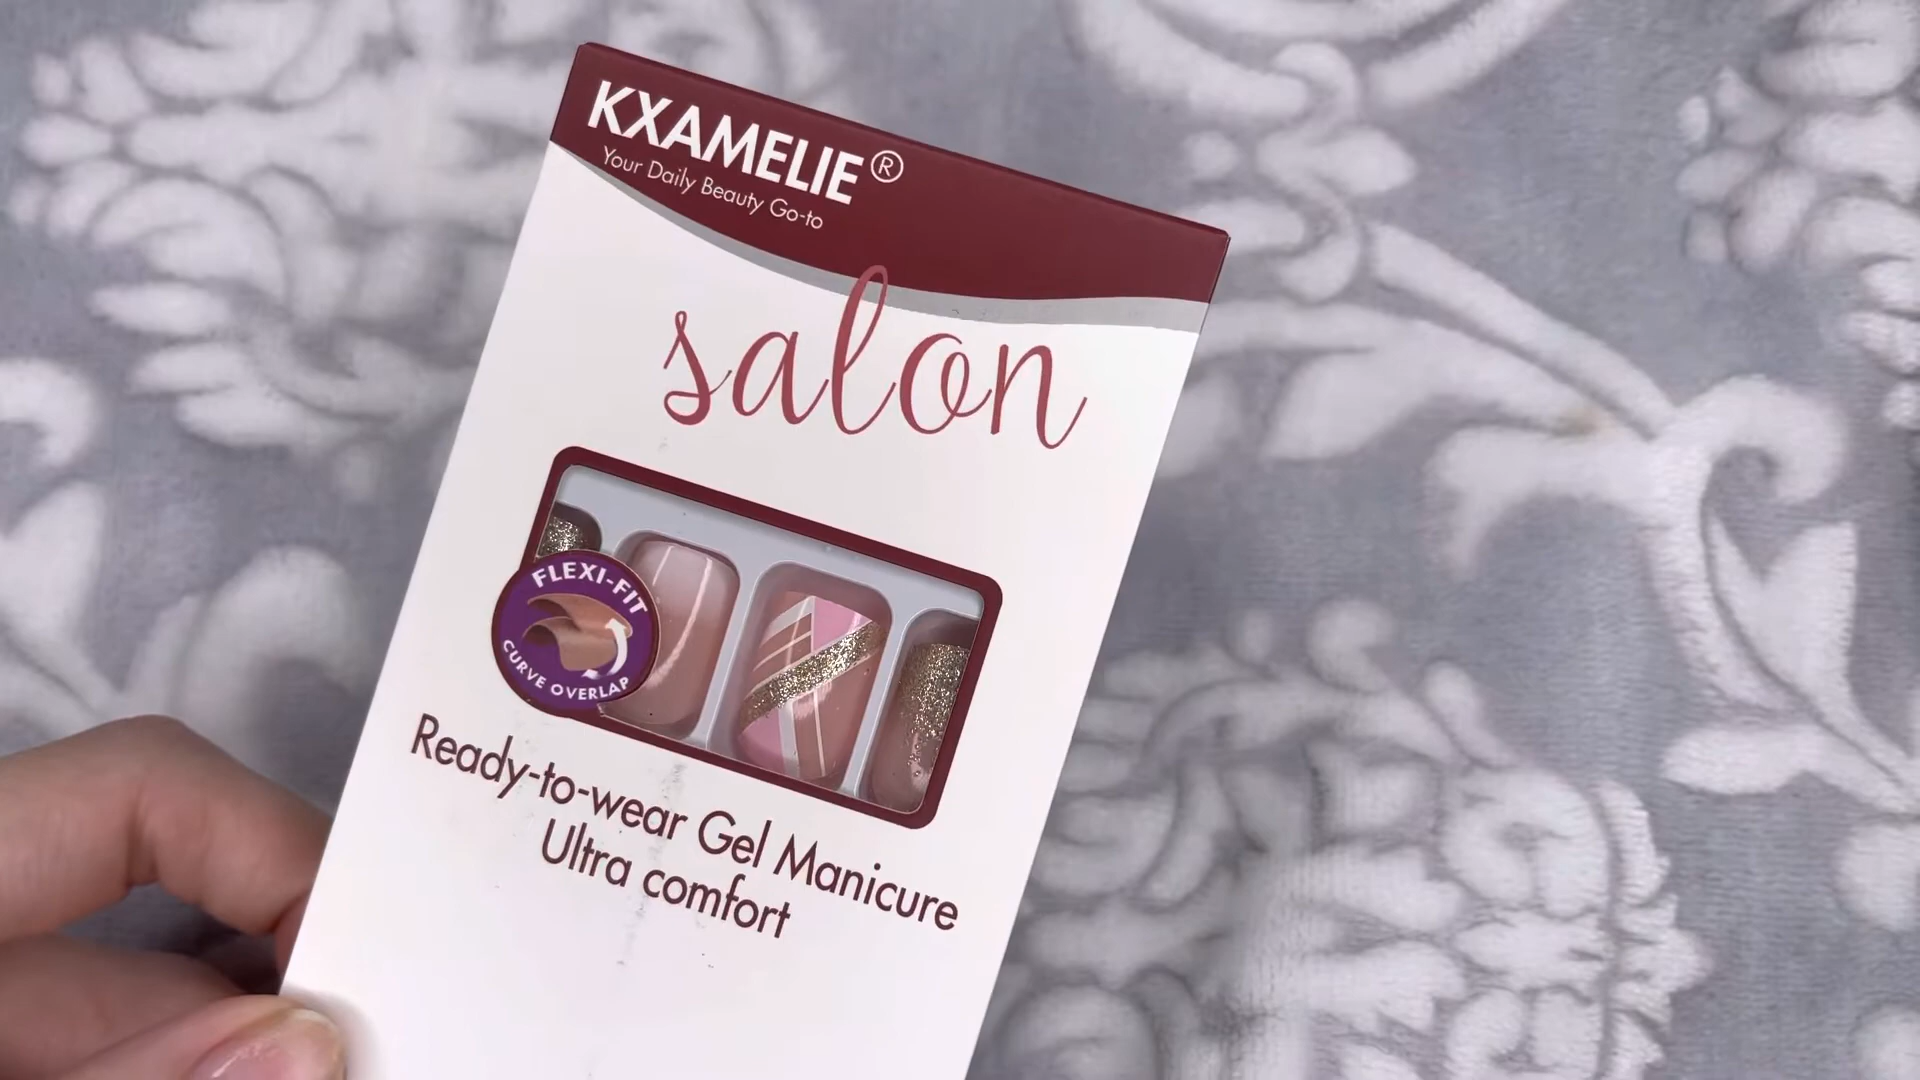 KXAMELIE®
Your Daily Beauty Go-to
salon
FLEXI-FIT
CURVE OVERLAP
Ready-to-wear Gel Manicure
Ultra comfort